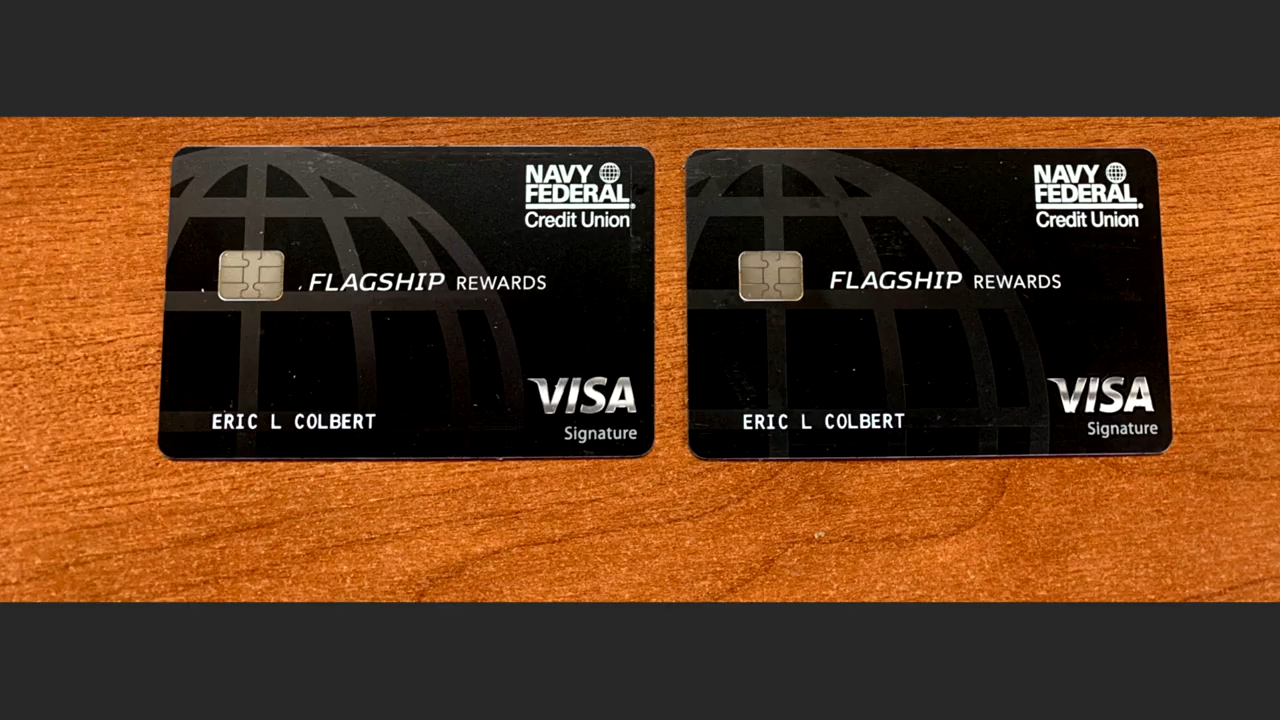 NAVY
FEDERAL®
Credit Union
FLAGSHIP REWARDS
VISA
ERIC L COLBERT
Signature
NAVY
FEDERAL®
Credit Union
FLAGSHIP REWARDS
VISA
ERIC L COLBERT
Signature